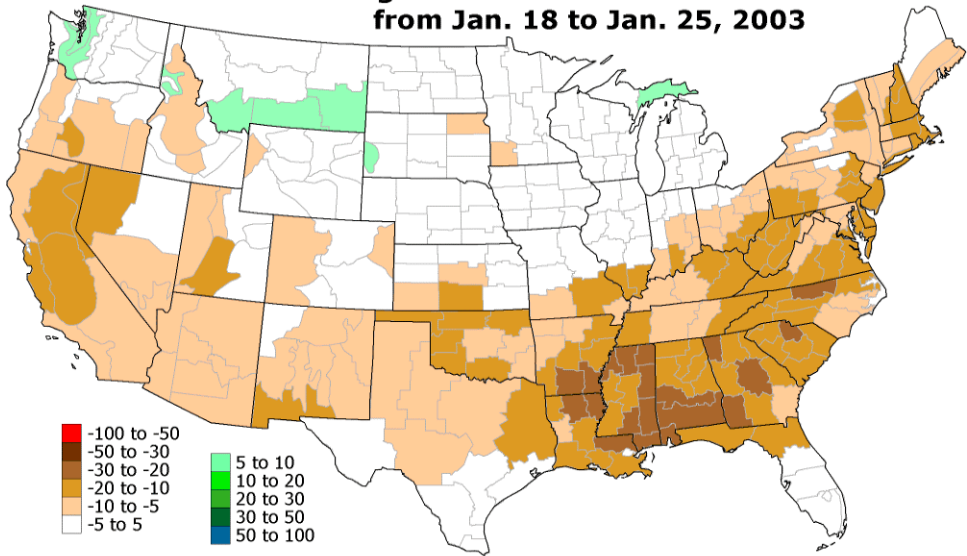 from Jan. 18 to Jan. 25, 2003
-100 to -50
-50 to -30
-30 to -20
-20 to -10
-10 to -5
-5 to 5
5 to 10
10 to 20
20 to 30
30 to 50
50 to 100